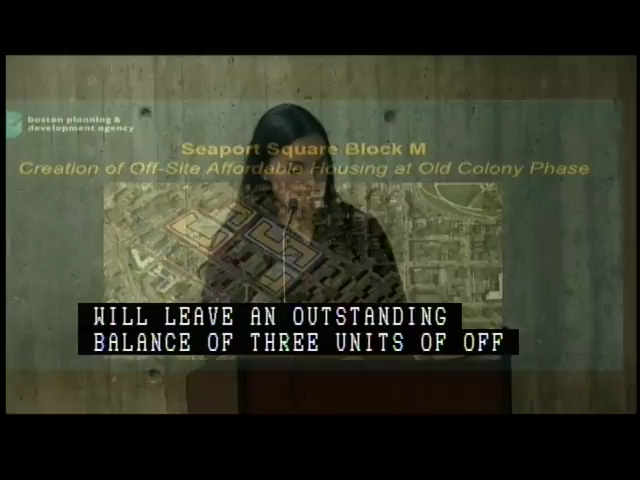 boston planning &
development agency
Seaport Square Block M
Creation of Off-Site Affordable Housing at Old Colony Phase
WILL LEAVE AN OUTSTANDING
BALANCE OF THREE UNITS OF OFF